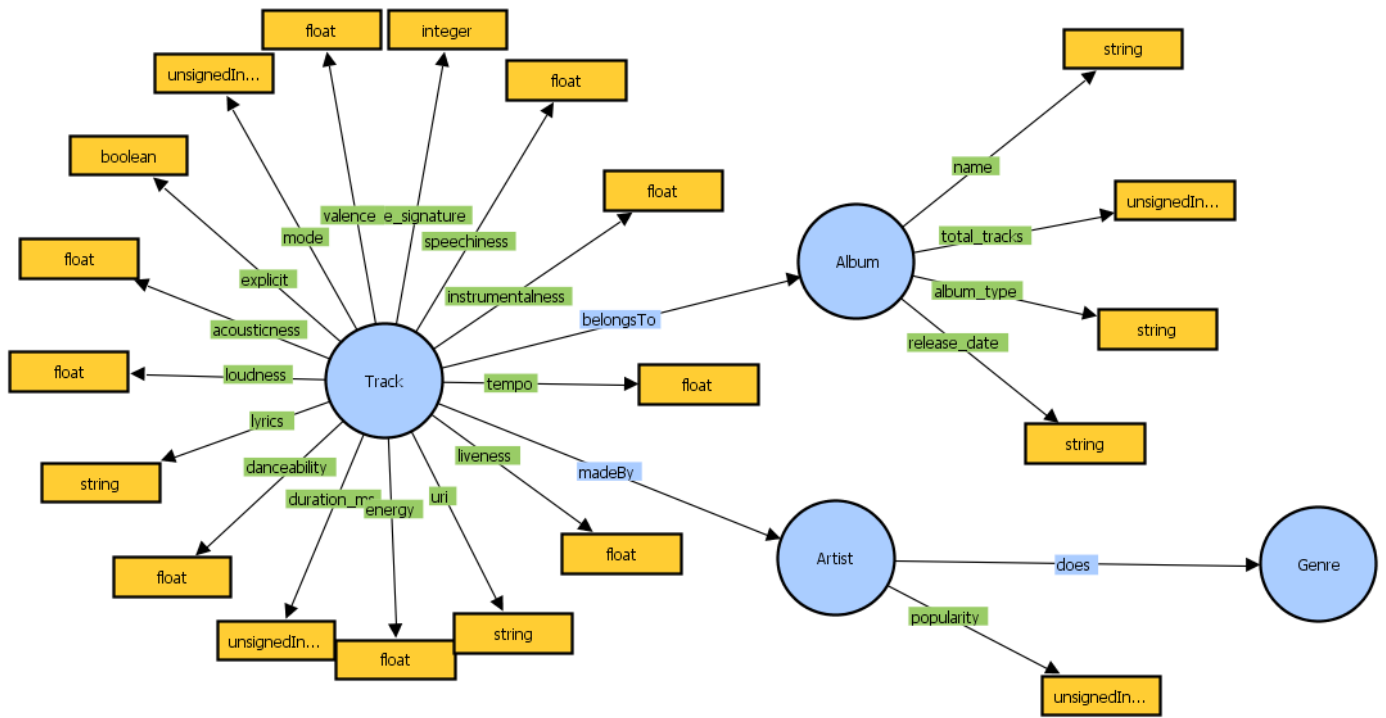 float
integer
string
unsignedIn...
float
boolean
float
name
unsignedIn...
valence
e_signature
mode
speechiness
total_tracks
float
explicit
instrumentalness
Album
album_type
belongsTo
acousticness
string
release_date
float
loudness
Track
tempo
float
lyrics
string
string
danceability
liveness
madeBy
duration_ms
energy
uri
float
float
Artist
does
Genre
popularity
unsignedIn...
float
string
unsignedIn...